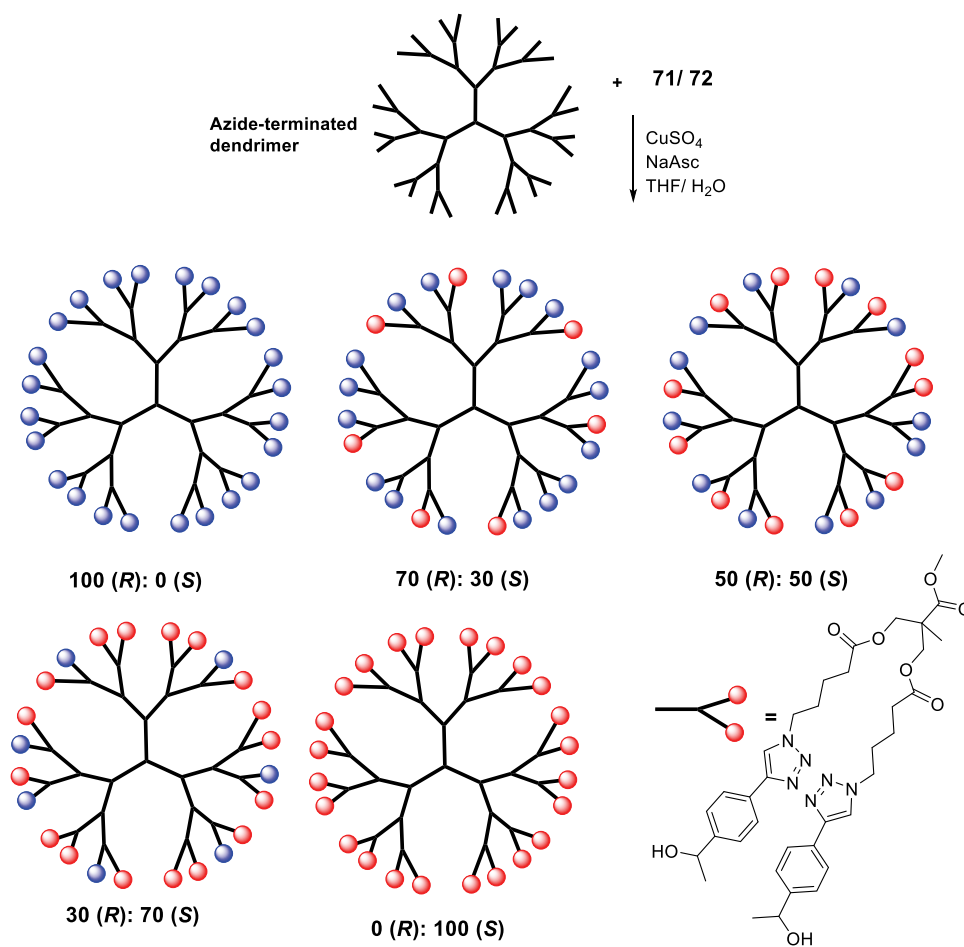 Azide-terminated
dendrimer
+
71/ 72
CuSO₄
NaAsc
THF/ H₂O
100 (R): 0 (S)
70 (R): 30 (S)
50 (R): 50 (S)
30 (R): 70 (S)
0 (R): 100 (S)
=
O
O
O
O
O
O
N
N
N
N
N
N
HO
OH